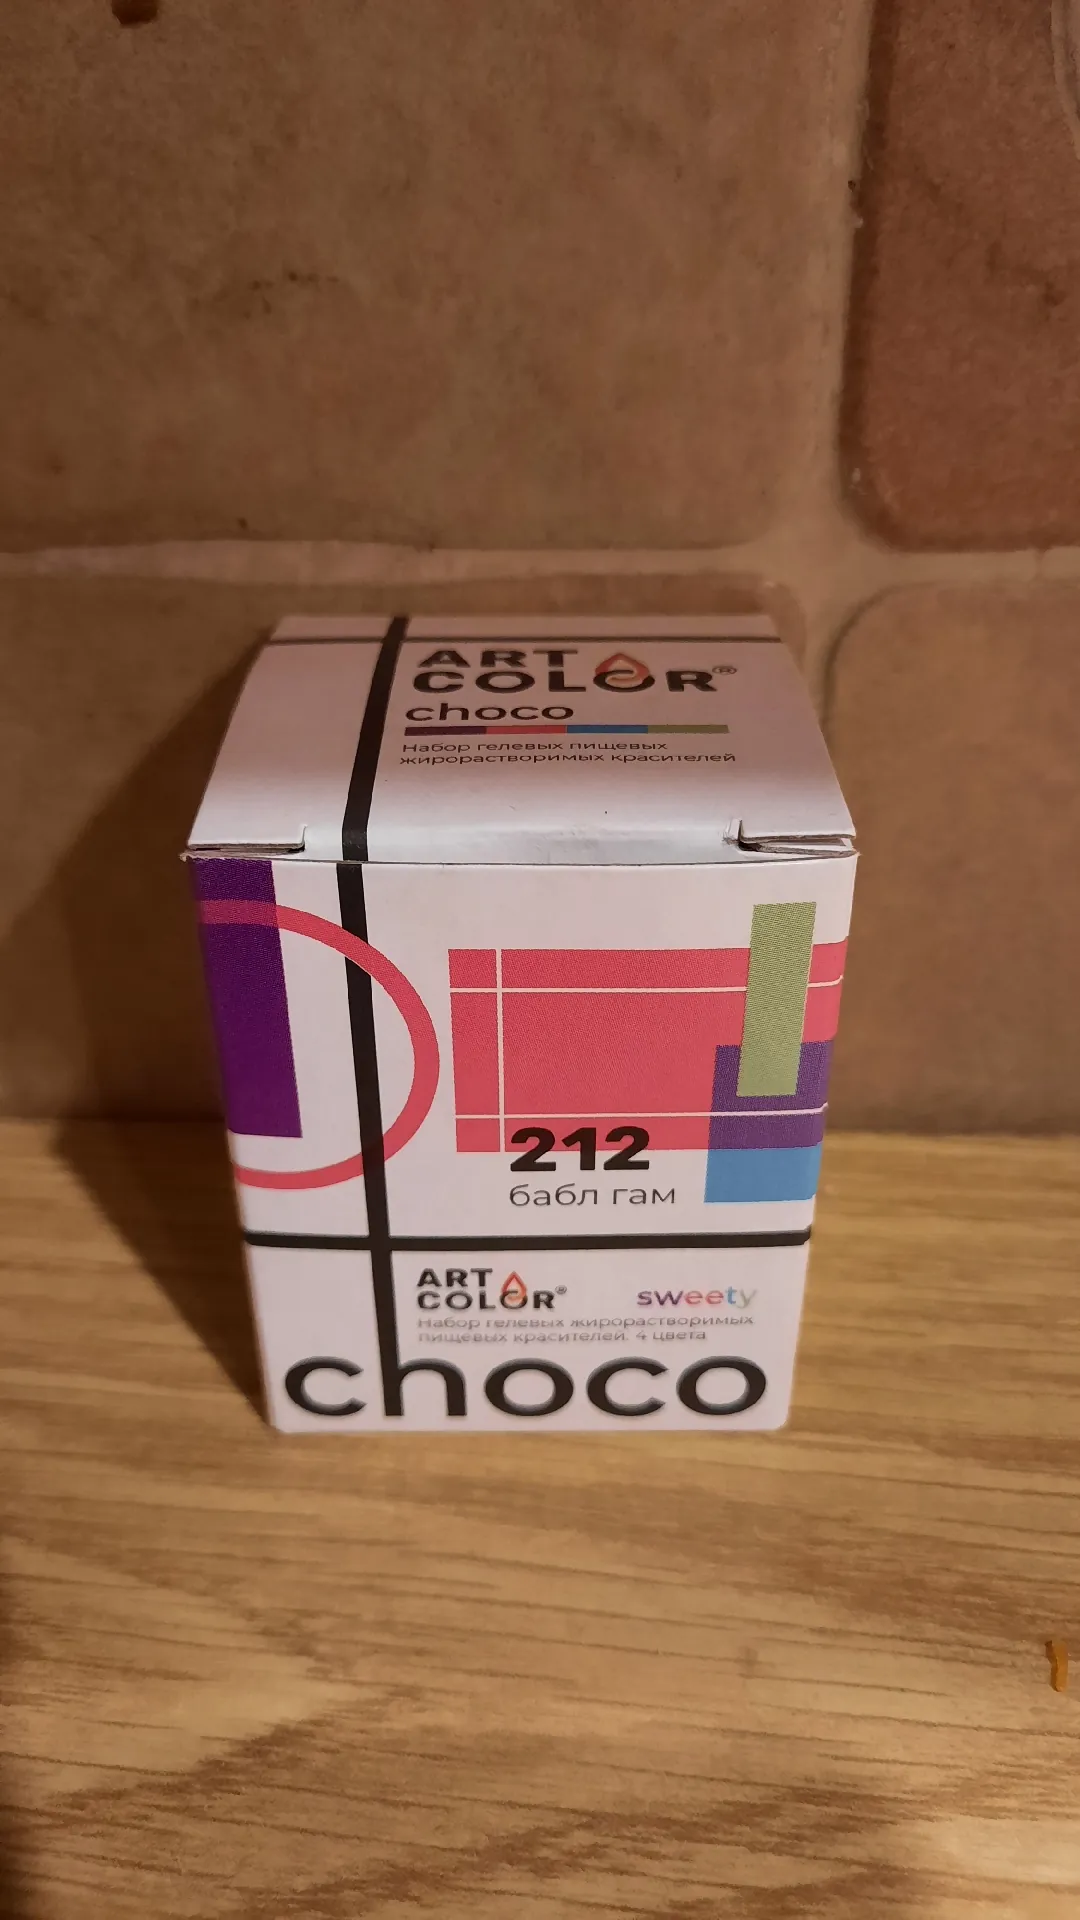 ART
COLOR®
choco
Набор гелевых пищевых
жирорастворимых красителей
212
бабл гам
ART
COLOR®
sweety
Набор гелевых жирорастворимых
пищевых красителей. 4 цвета
choco